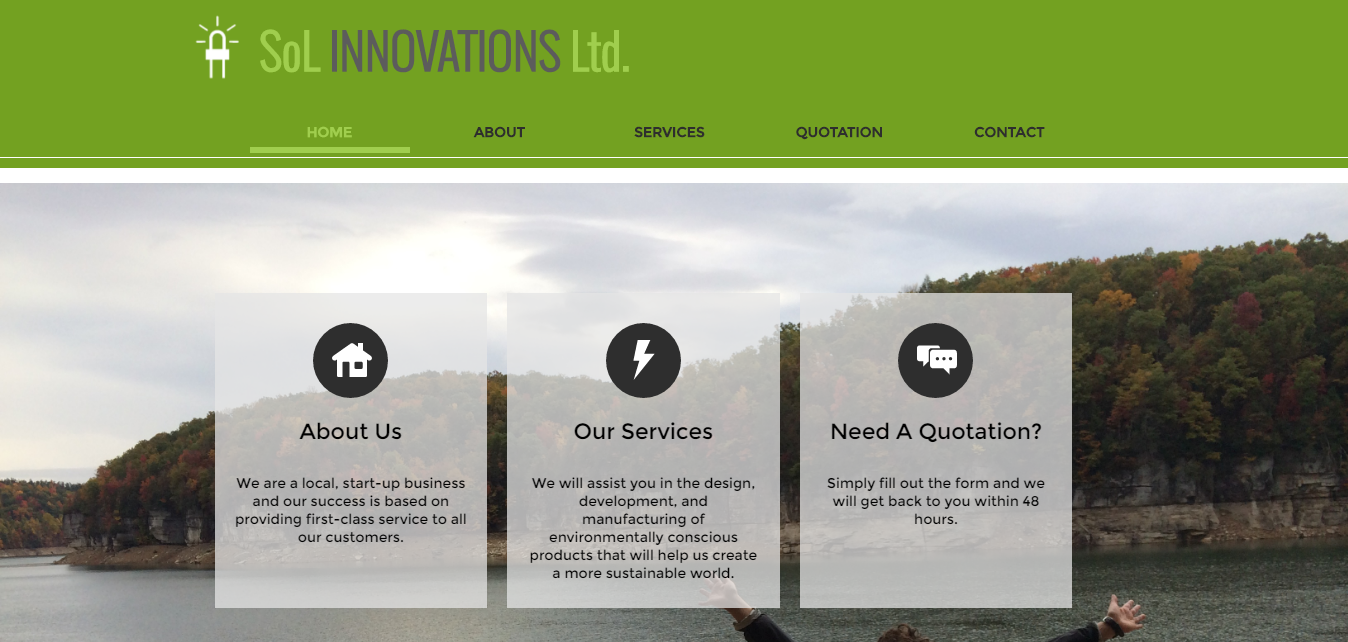 SoL INNOVATIONS Ltd.
HOME ABOUT SERVICES QUOTATION CONTACT
About Us
We are a local, start-up business
and our success is based on
providing first-class service to all
our customers.
Our Services
We will assist you in the design,
development, and
manufacturing of
environmentally conscious
products that will help us create
a more sustainable world.
Need A Quotation?
Simply fill out the form and we
will get back to you within 48
hours.